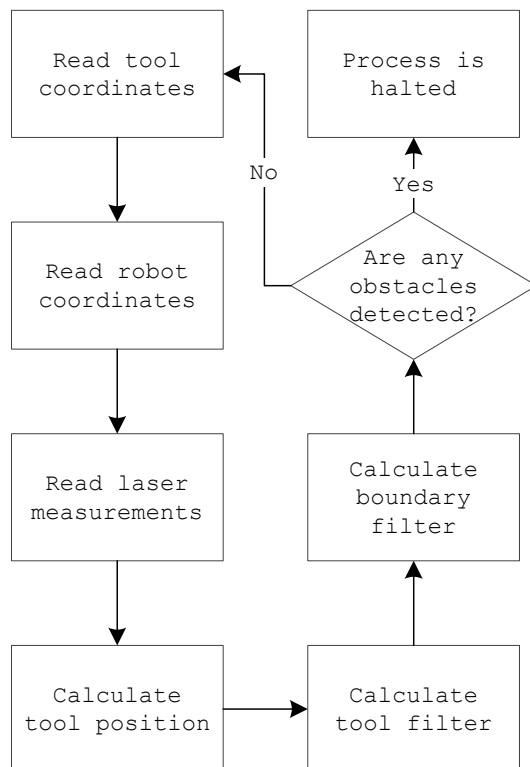 Read tool
coordinates
Read robot
coordinates
Read laser
measurements
Calculate
tool position
Calculate
tool filter
Calculate
boundary
filter
Are any
obstacles
detected?
No
Yes
Process is
halted